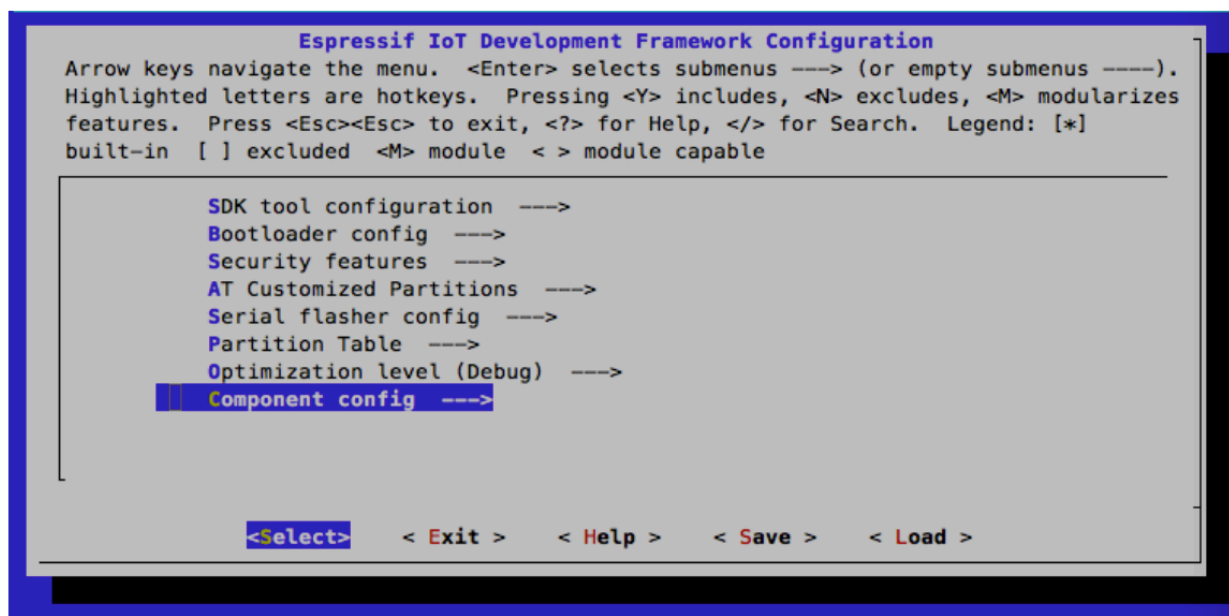 Espressif IoT Development Framework Configuration
Arrow keys navigate the menu.  <Enter> selects submenus ---> (or empty submenus ----).
Highlighted letters are hotkeys.  Pressing <Y> includes, <N> excludes, <M> modularizes
features.  Press <Esc><Esc> to exit, <?> for Help, </> for Search.  Legend: [*]
built-in  [ ] excluded  <M> module  < > module capable
SDK tool configuration  --->
Bootloader config  --->
Security features  --->
AT Customized Partitions  --->
Serial flasher config  --->
Partition Table  --->
Optimization level (Debug)  --->
Component config  --->
<Select>    < Exit >    < Help >    < Save >    < Load >